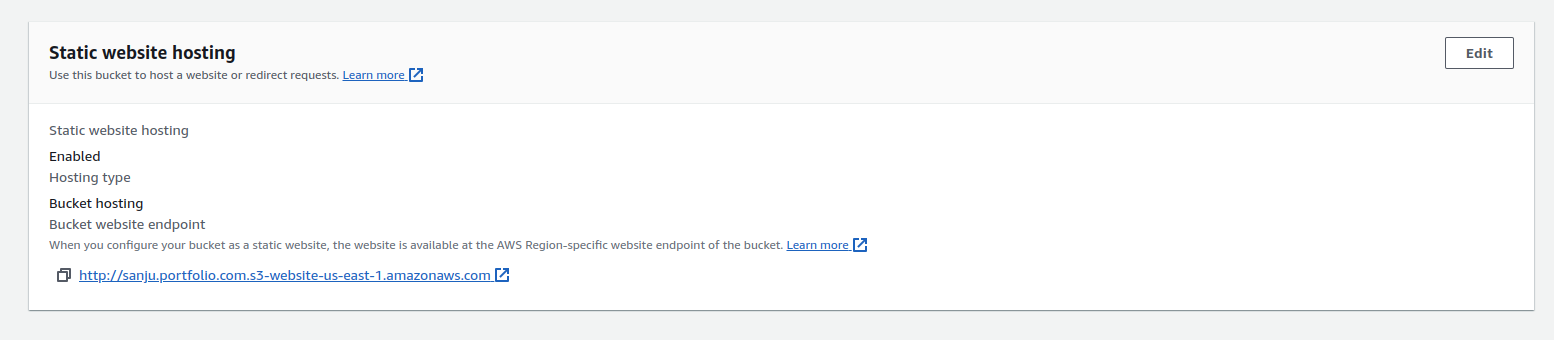 Static website hosting
Edit
Use this bucket to host a website or redirect requests. Learn more
Static website hosting
Enabled
Hosting type
Bucket hosting
Bucket website endpoint
When you configure your bucket as a static website, the website is available at the AWS Region-specific website endpoint of the bucket. Learn more
http://sanju.portfolio.com.s3-website-us-east-1.amazonaws.com